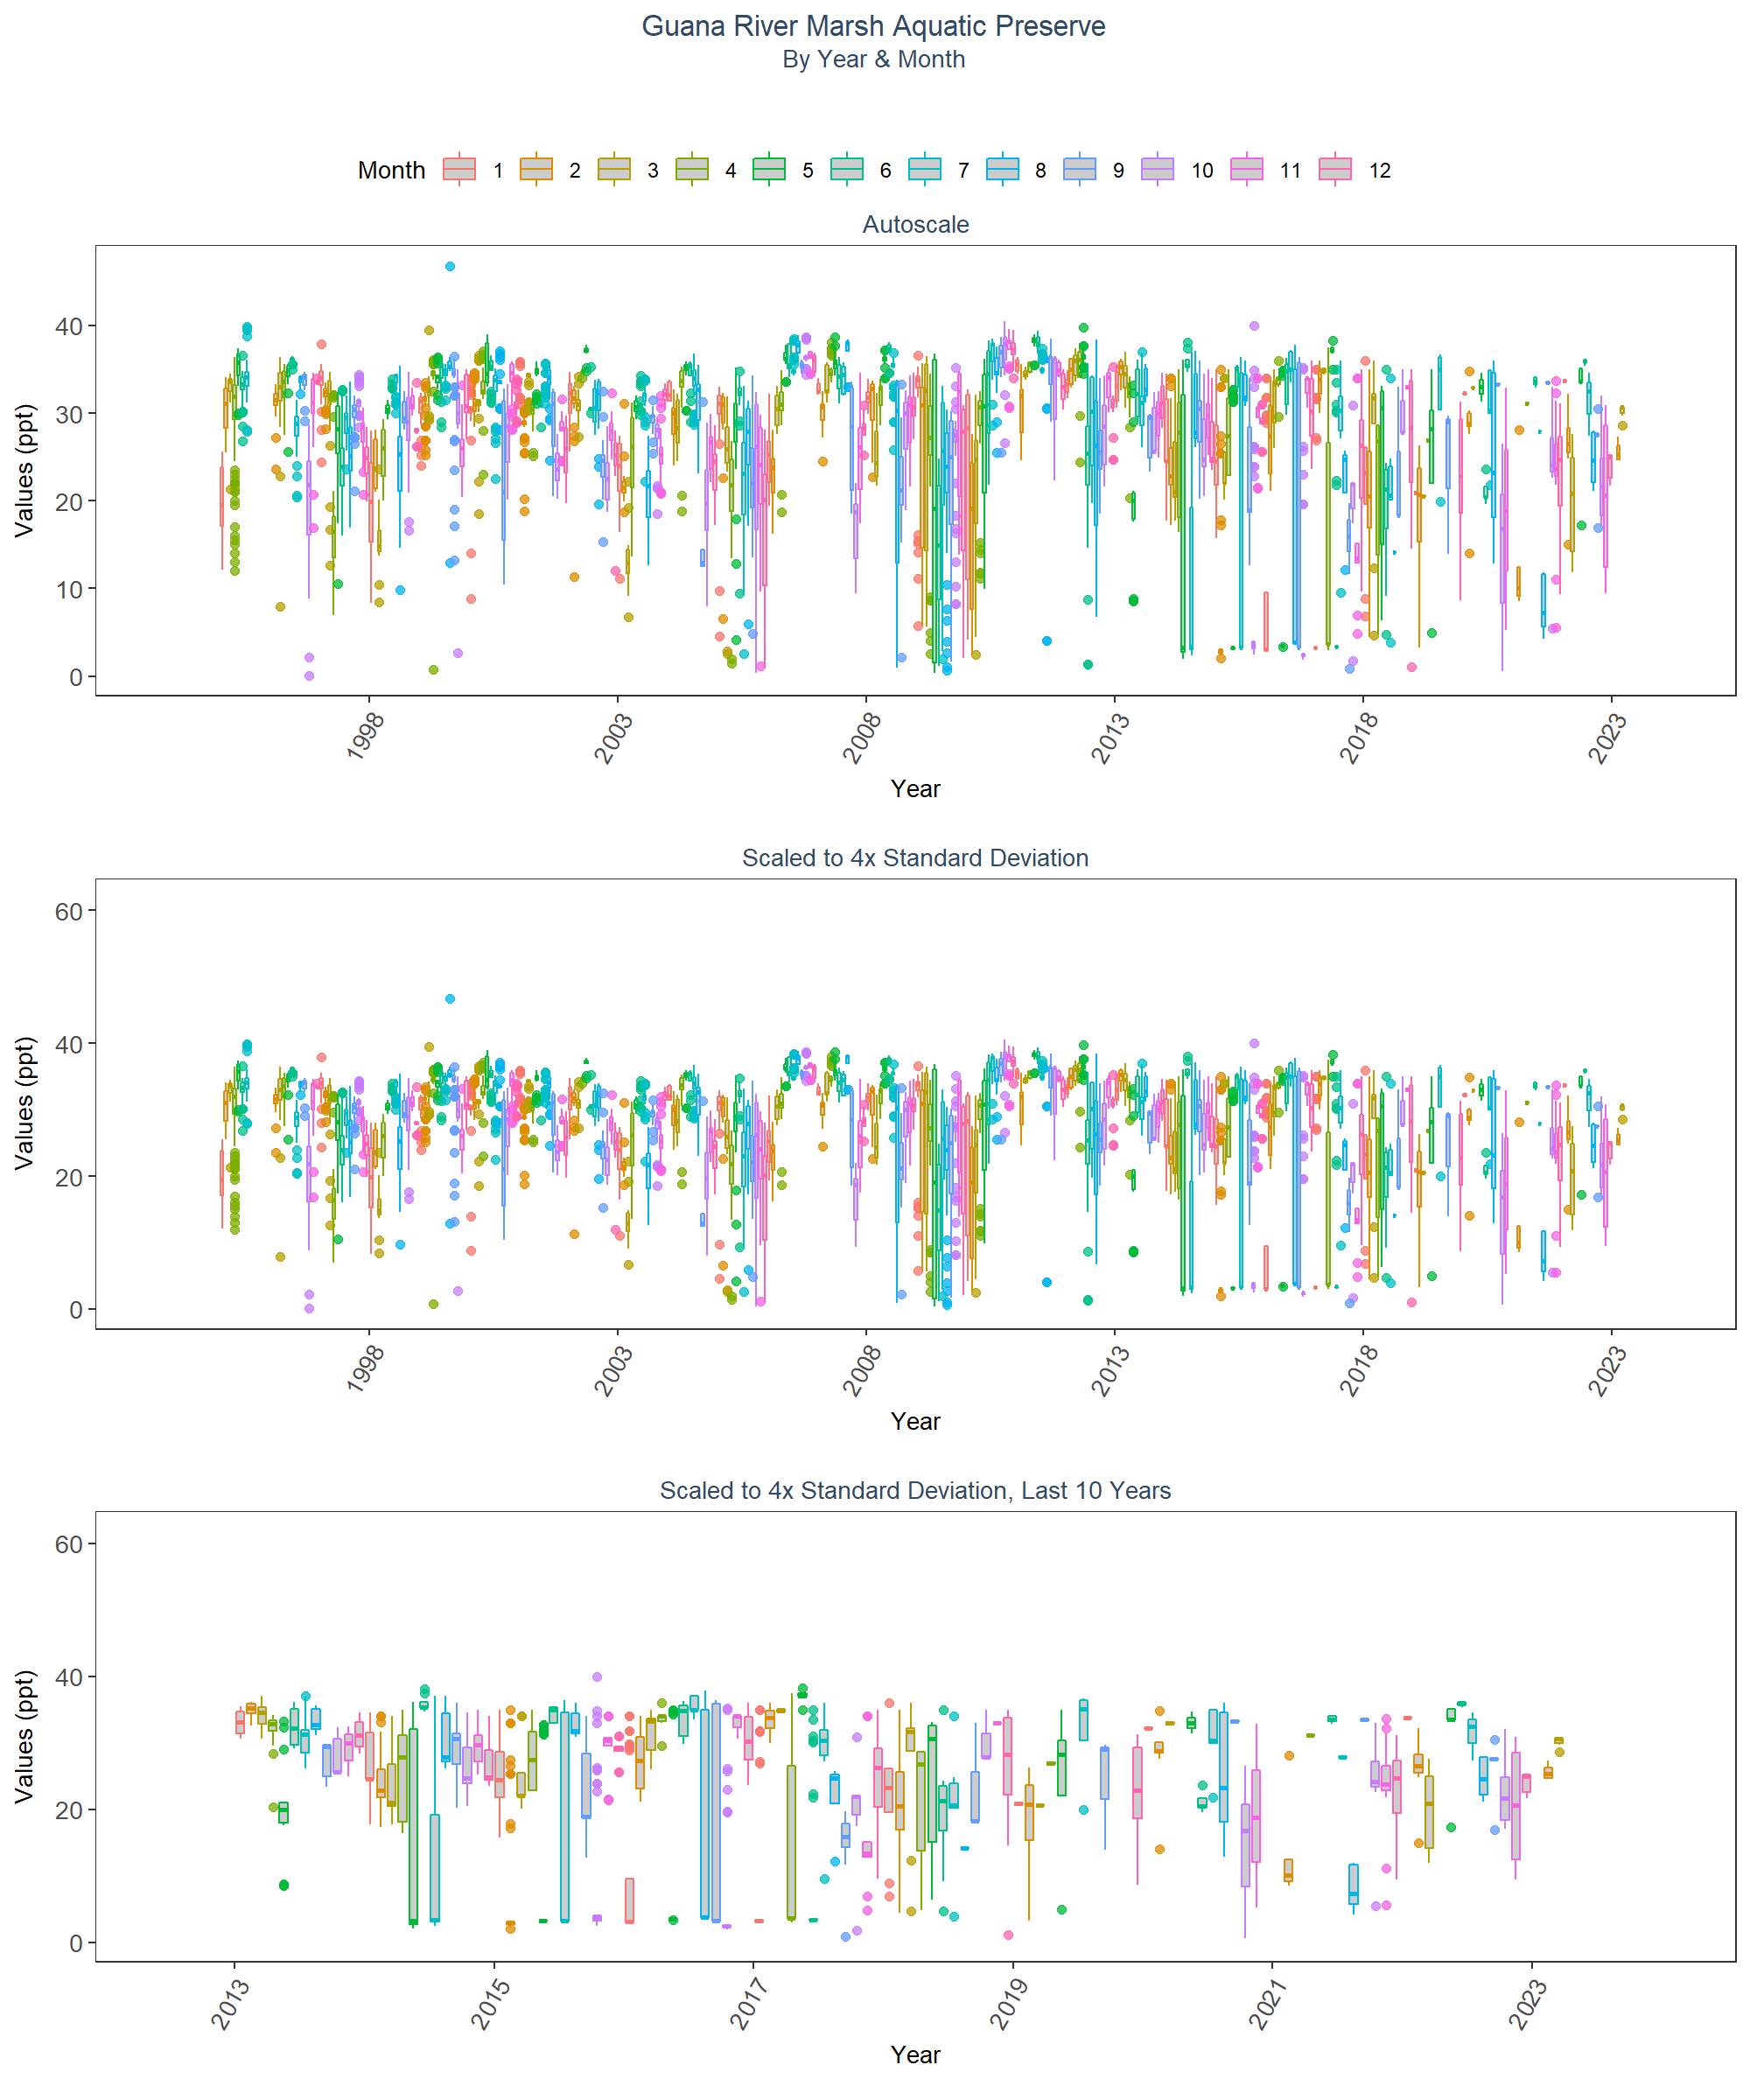 Guana River Marsh Aquatic Preserve
By Year & Month
Month 1 2 3 4 5 6 7 8 9 10 11 12
Autoscale
Values (ppt)
40
30
20
10
0
1998 2003 2008 2013 2018 2023
Year
Scaled to 4x Standard Deviation
Values (ppt)
60
40
20
0
1998 2003 2008 2013 2018 2023
Year
Scaled to 4x Standard Deviation, Last 10 Years
Values (ppt)
60
40
20
0
2013 2015 2017 2019 2021 2023
Year